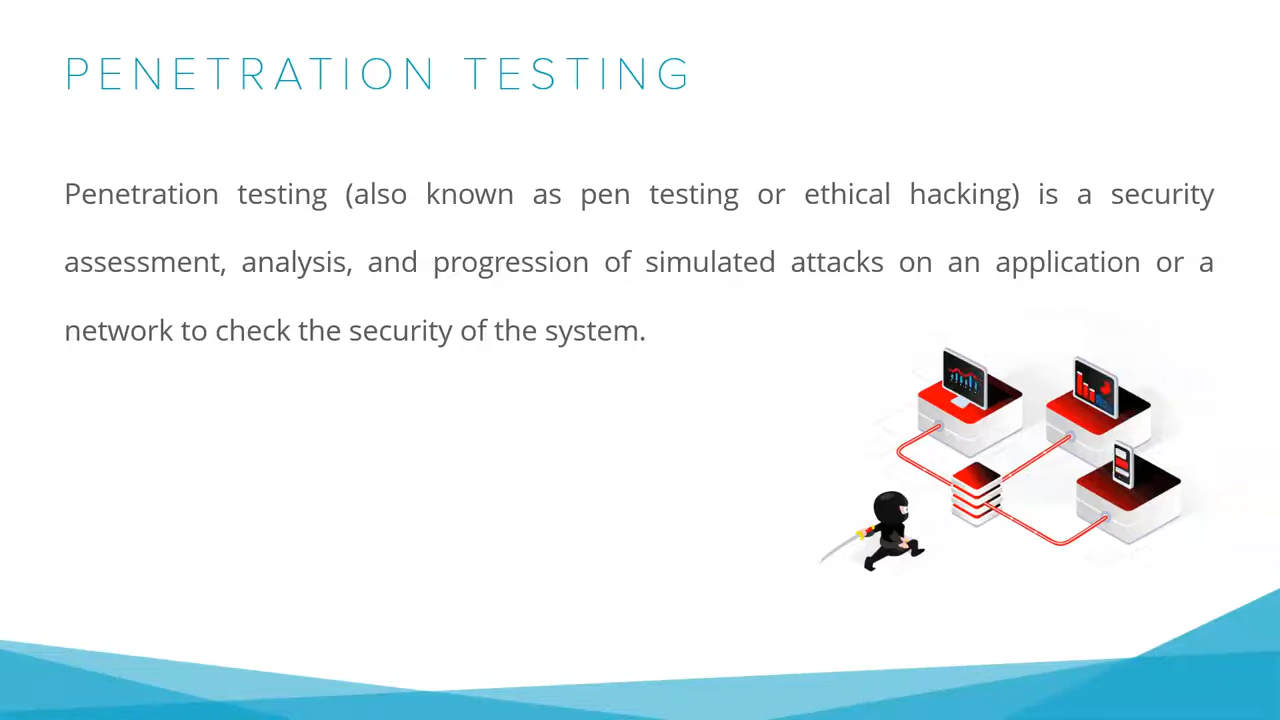 PENETRATION TESTING
Penetration testing (also known as pen testing or ethical hacking) is a security
assessment, analysis, and progression of simulated attacks on an application or a
network to check the security of the system.